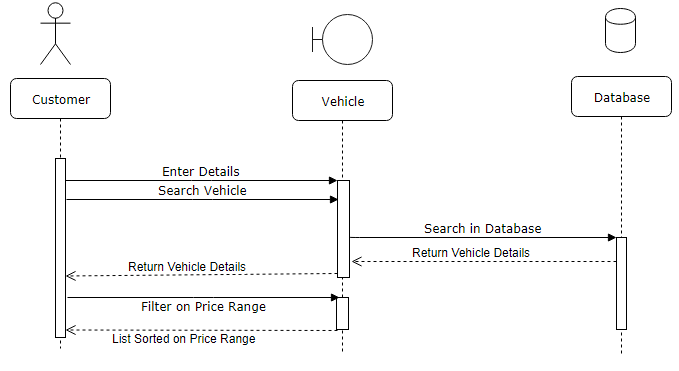 Customer
Vehicle
Database
Enter Details
Search Vehicle
Search in Database
Return Vehicle Details
Return Vehicle Details
Filter on Price Range
List Sorted on Price Range